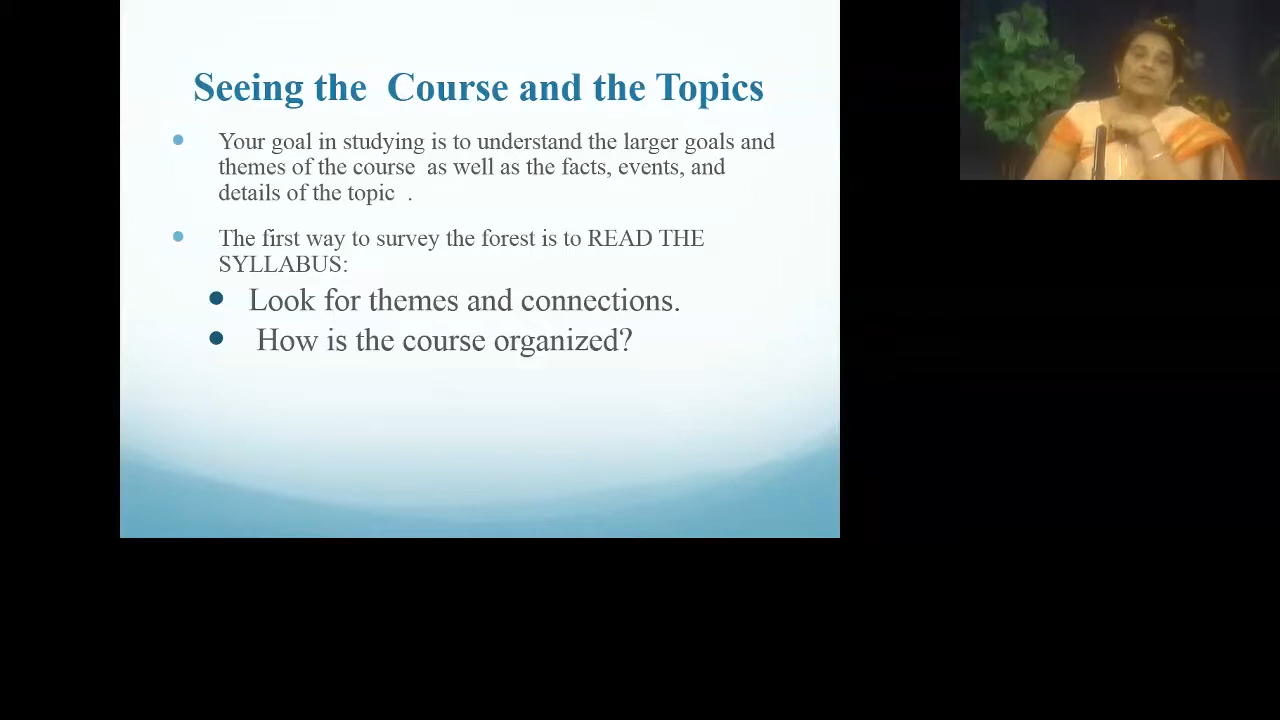 Seeing the  Course and the Topics
Your goal in studying is to understand the larger goals and
themes of the course  as well as the facts, events, and
details of the topic  .
The first way to survey the forest is to READ THE
SYLLABUS:
Look for themes and connections.
How is the course organized?